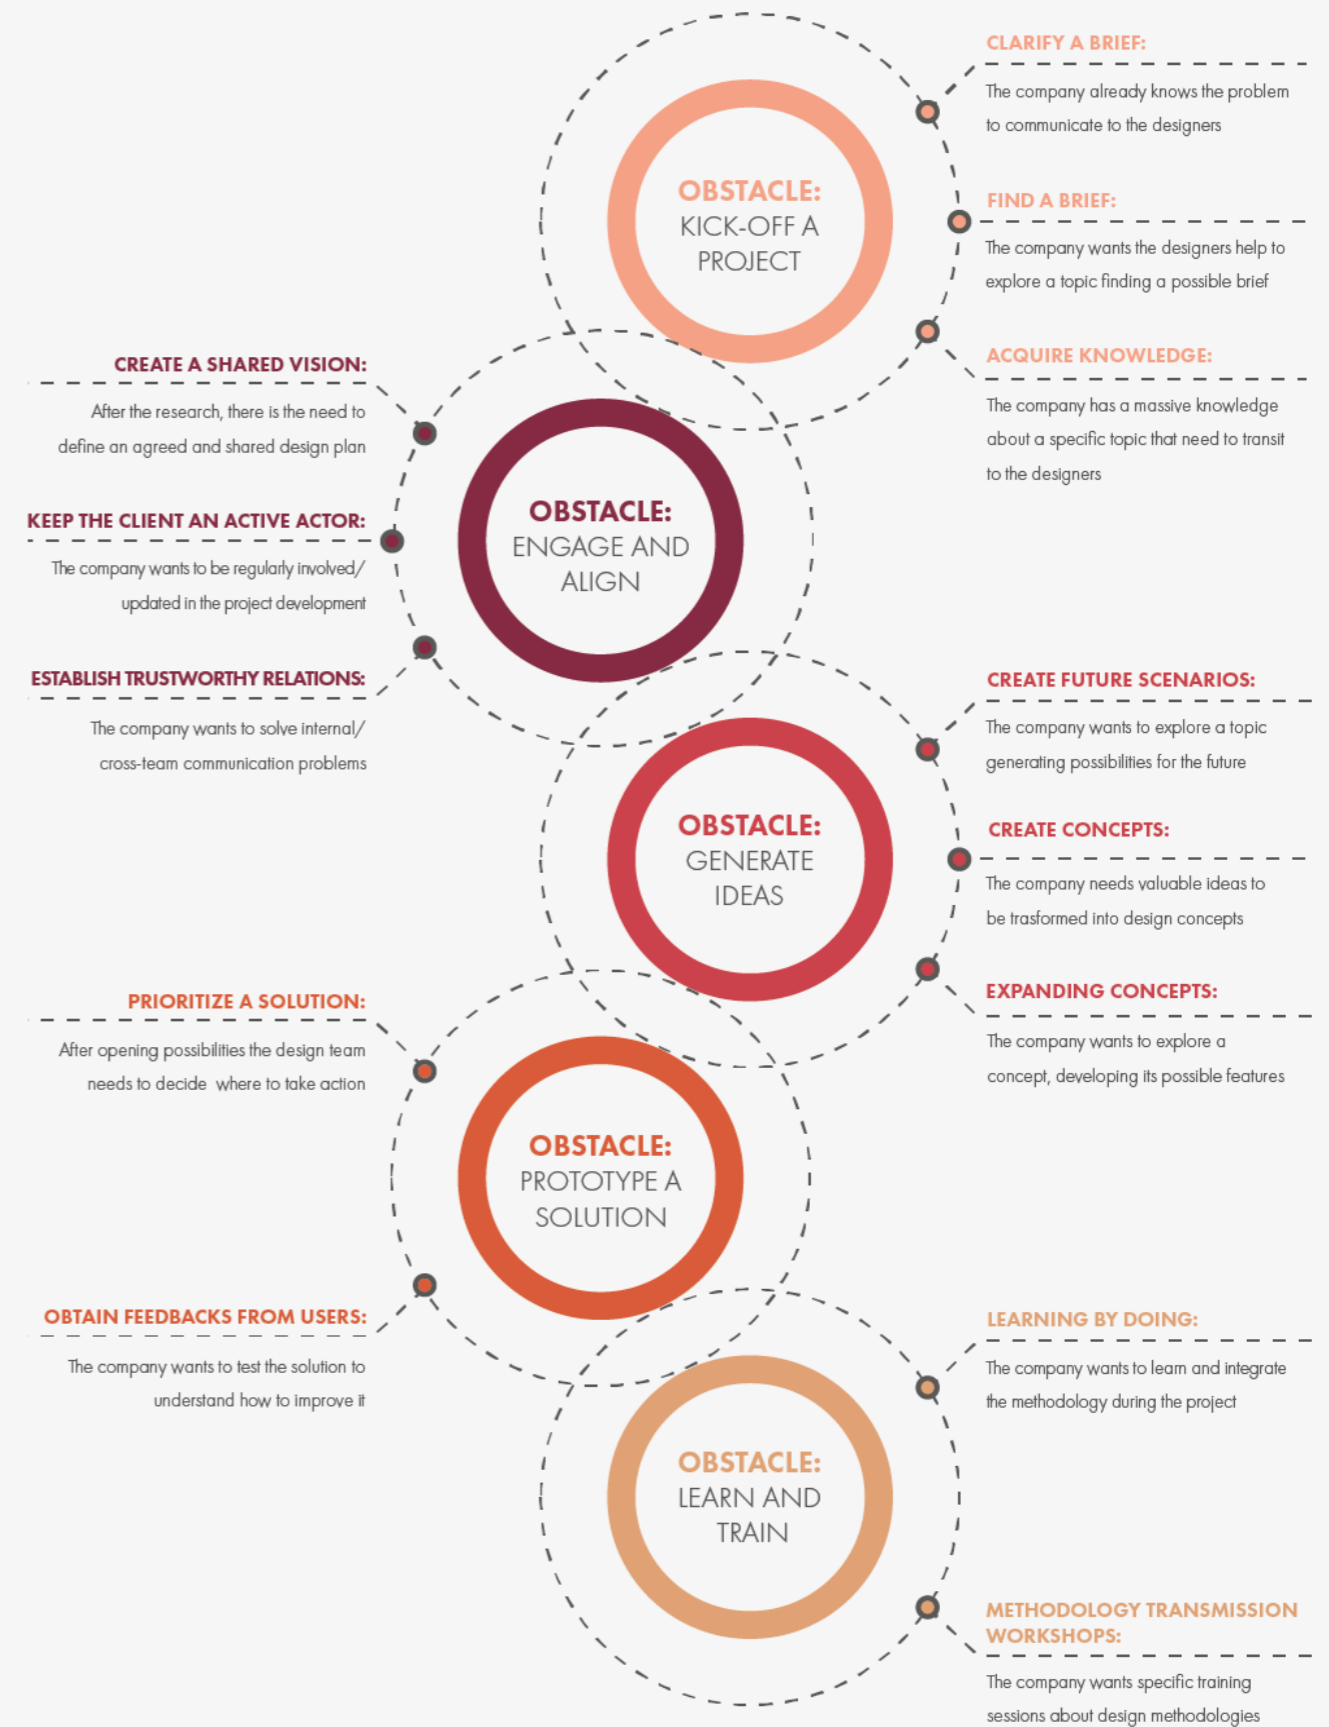 OBSTACLE:
KICK-OFF A
PROJECT
CLARIFY A BRIEF:
The company already knows the problem
to communicate to the designers
FIND A BRIEF:
The company wants the designers help to
explore a topic finding a possible brief
ACQUIRE KNOWLEDGE:
The company has a massive knowledge
about a specific topic that need to transit
to the designers
OBSTACLE:
ENGAGE AND
ALIGN
CREATE A SHARED VISION:
After the research, there is the need to
define an agreed and shared design plan
KEEP THE CLIENT AN ACTIVE ACTOR:
The company wants to be regularly involved/
updated in the project development
ESTABLISH TRUSTWORTHY RELATIONS:
The company wants to solve internal/
cross-team communication problems
OBSTACLE:
GENERATE
IDEAS
CREATE FUTURE SCENARIOS:
The company wants to explore a topic
generating possibilities for the future
CREATE CONCEPTS:
The company needs valuable ideas to
be trasformed into design concepts
EXPANDING CONCEPTS:
The company wants to explore a
concept, developing its possible features
OBSTACLE:
PROTOTYPE A
SOLUTION
PRIORITIZE A SOLUTION:
After opening possibilities the design team
needs to decide where to take action
OBTAIN FEEDBACKS FROM USERS:
The company wants to test the solution to
understand how to improve it
OBSTACLE:
LEARN AND
TRAIN
LEARNING BY DOING:
The company wants to learn and integrate
the methodology during the project
METHODOLOGY TRANSMISSION
WORKSHOPS:
The company wants specific training
sessions about design methodologies